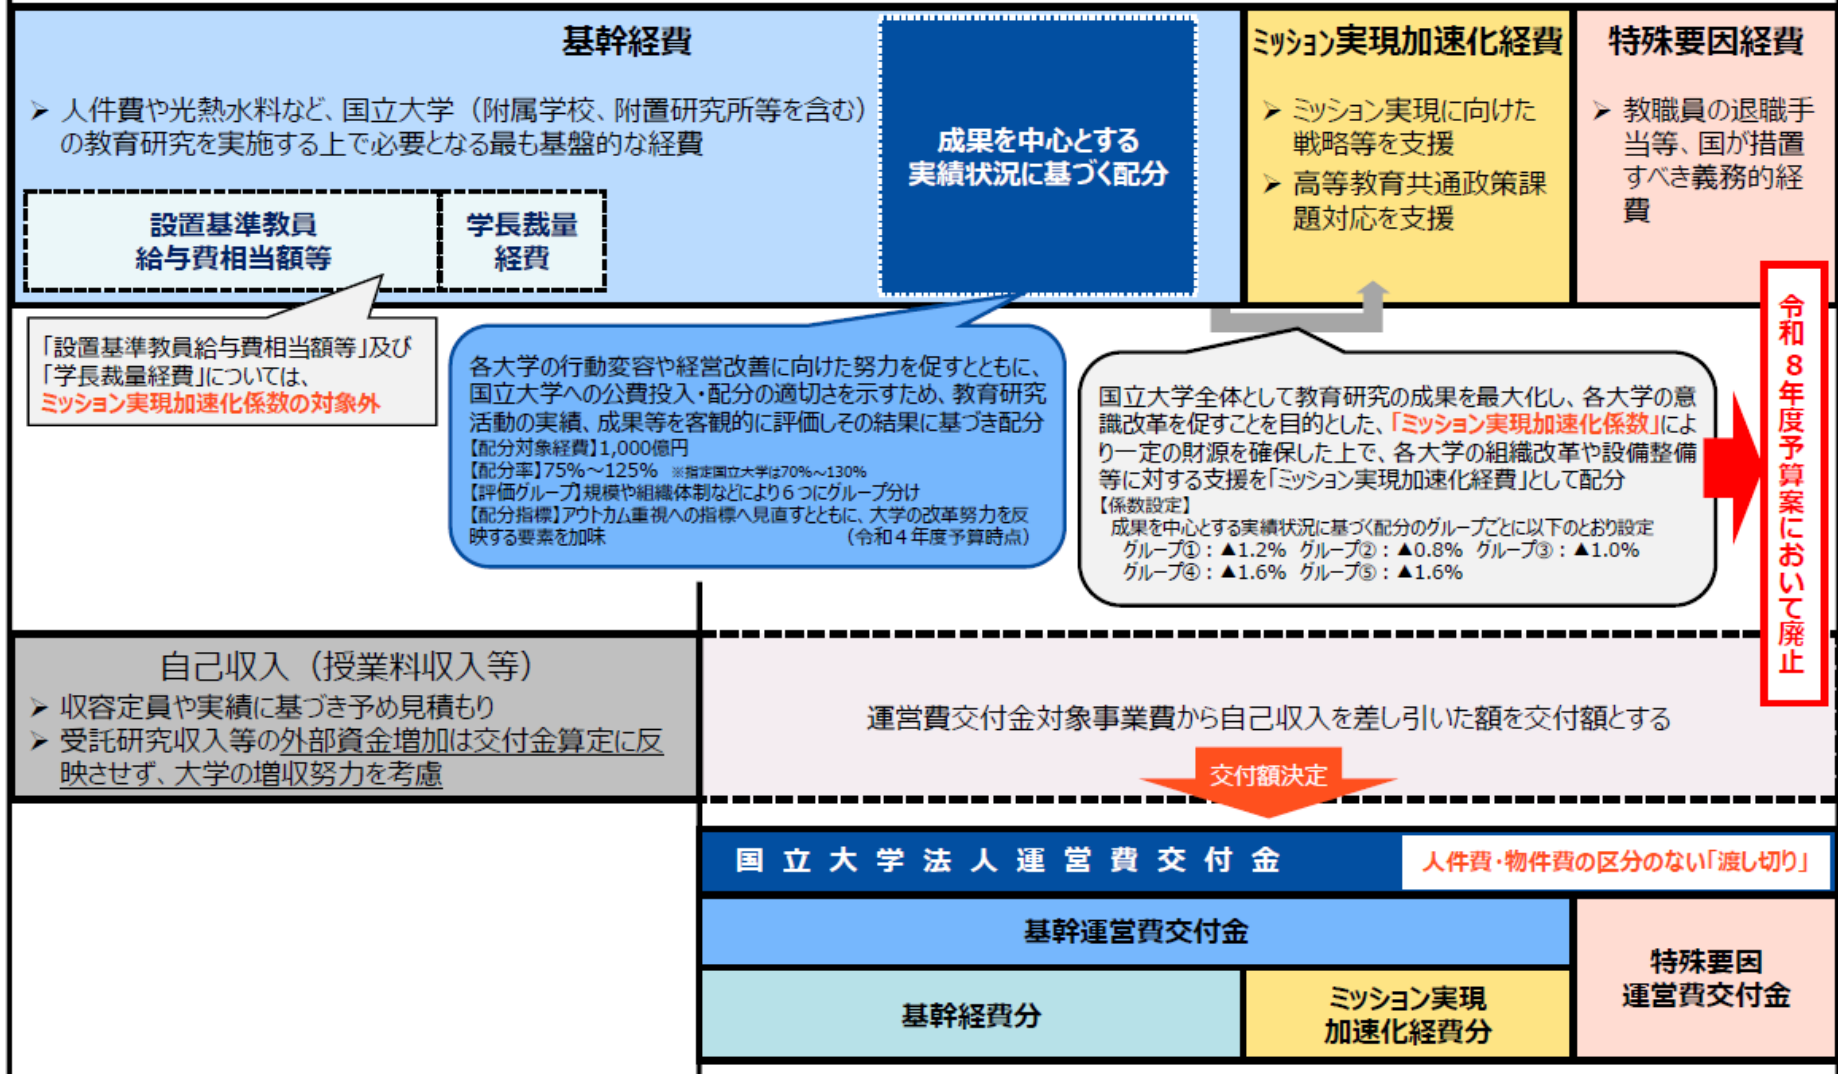 基幹経費
➢ 人件費や光熱水料など、国立大学（附属学校、附置研究所等を含む）
の教育研究を実施する上で必要となる最も基盤的な経費
設置基準教員
給与費相当額等
学長裁量
経費
成果を中心とする
実績状況に基づく配分
ミッション実現加速化経費
➢ ミッション実現に向けた
戦略等を支援
➢ 高等教育共通政策課
題対応を支援
特殊要因経費
➢ 教職員の退職手
当等、国が措置
すべき義務的経
費
「設置基準教員給与費相当額等」及び
「学長裁量経費」については、
ミッション実現加速化係数の対象外
各大学の行動変容や経営改善に向けた努力を促すとともに、
国立大学への公費投入・配分の適切さを示すため、教育研究
活動の実績、成果等を客観的に評価しその結果に基づき配分
【配分対象経費】1,000億円
【配分率】75%～125% ※指定国立大学は70%～130%
【評価グループ】規模や組織体制などにより６つにグループ分け
【配分指標】アウトカム重視への指標へ見直すとともに、大学の改革努力を反
映する要素を加味 （令和４年度予算時点）
国立大学全体として教育研究の成果を最大化し、各大学の意
識改革を促すことを目的とした、「ミッション実現加速化係数」によ
り一定の財源を確保した上で、各大学の組織改革や設備整備
等に対する支援を「ミッション実現加速化経費」として配分
【係数設定】
成果を中心とする実績状況に基づく配分のグループごとに以下のとおり設定
グループ①：▲1.2% グループ②：▲0.8% グループ③：▲1.0%
グループ④：▲1.6% グループ⑤：▲1.6%
令和８年度予算案において廃止
自己収入（授業料収入等）
➢ 収容定員や実績に基づき予め見積もり
➢ 受託研究収入等の外部資金増加は交付金算定に反
映させず、大学の増収努力を考慮
運営費交付金対象事業費から自己収入を差し引いた額を交付額とする
交付額決定
国立大学法人運営費交付金
人件費・物件費の区分のない「渡し切り」
基幹運営費交付金
特殊要因
運営費交付金
基幹経費分
ミッション実現
加速化経費分